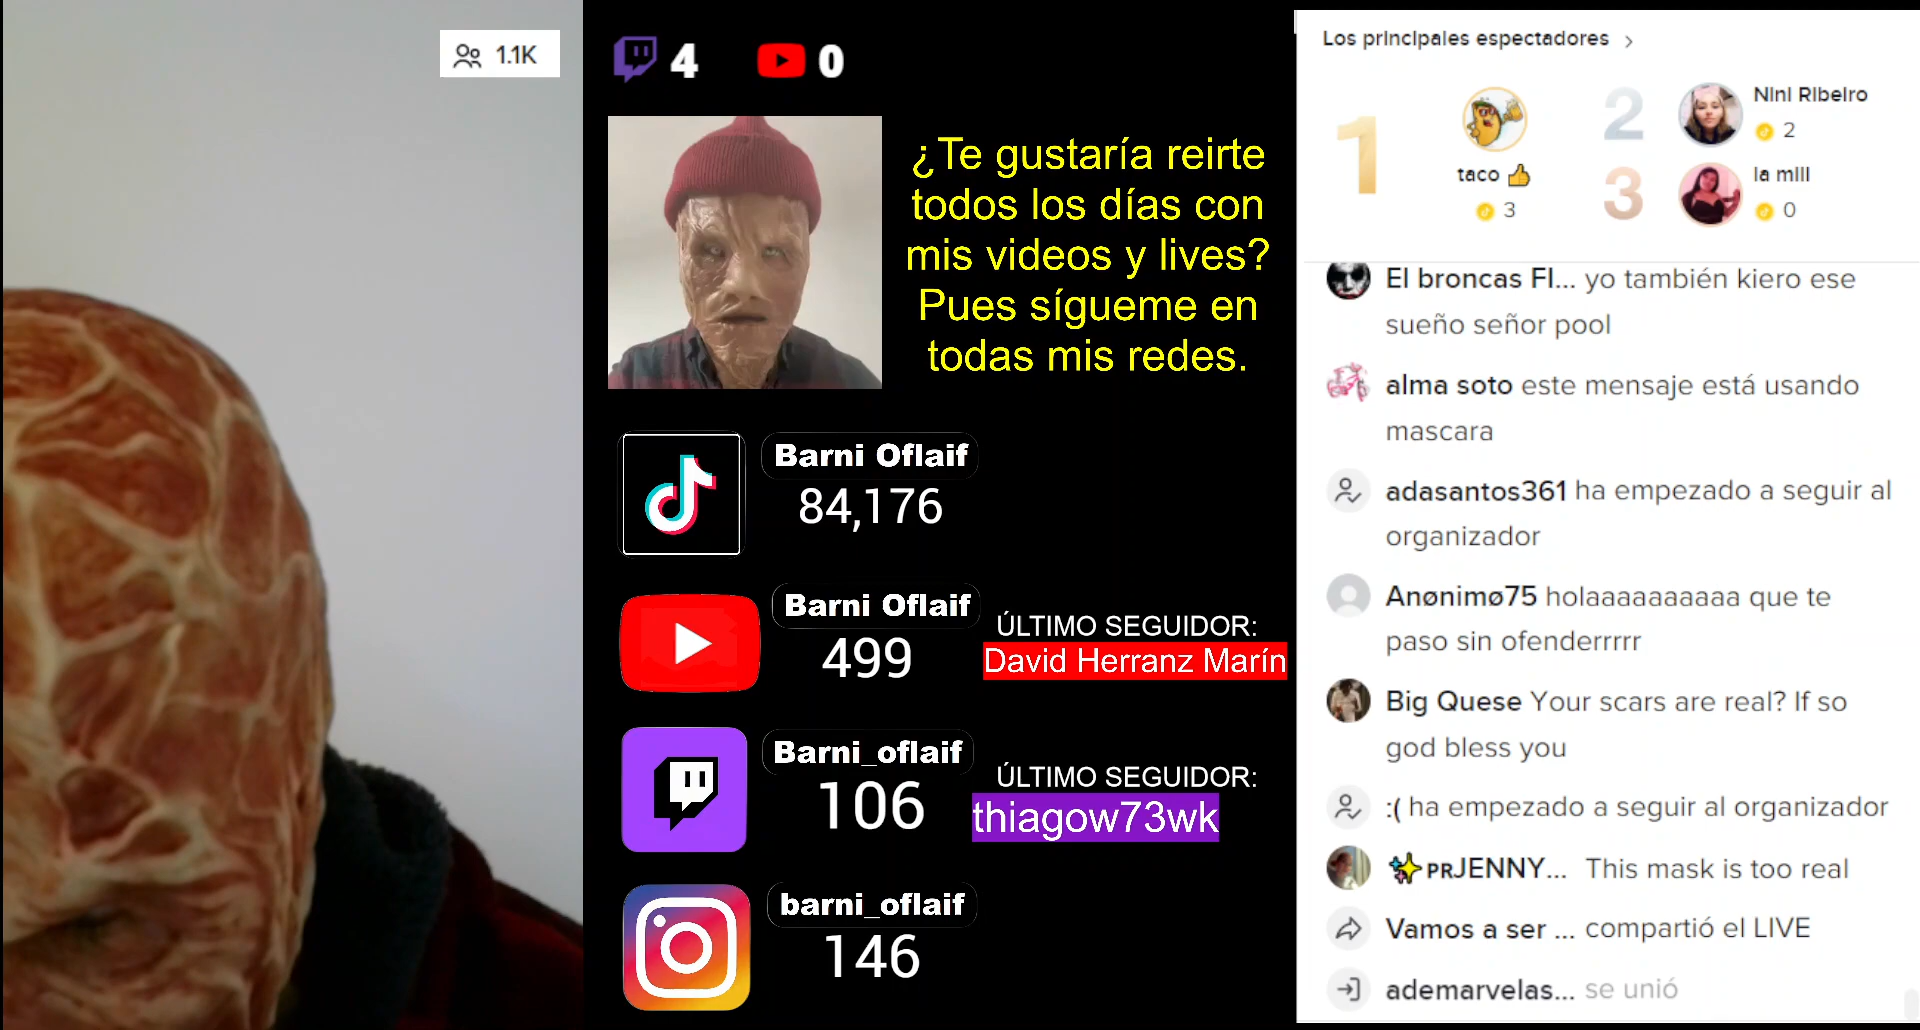 1.1K
4
0
¿Te gustaría reirte
todos los días con
mis videos y lives?
Pues sígueme en
todas mis redes.
Barni Oflaif
84,176
Barni Oflaif
499
ÚLTIMO SEGUIDOR:
David Herranz Marín
Barni_oflaif
106
ÚLTIMO SEGUIDOR:
thiagow73wk
barni_oflaif
146
Los principales espectadores >
1
taco 👍
3
2
Nini Ribeiro
2
3
la mili
0
El broncas Fl... yo también kiero ese
sueño señor pool
alma soto este mensaje está usando
mascara
adasantos361 ha empezado a seguir al
organizador
Anønimø75 holaaaaaaaaaa que te
paso sin ofenderrrrr
Big Quese Your scars are real? If so
god bless you
:( ha empezado a seguir al organizador
✨ᴘʀJENNY... This mask is too real
Vamos a ser ... compartió el LIVE
ademarvelas... se unió